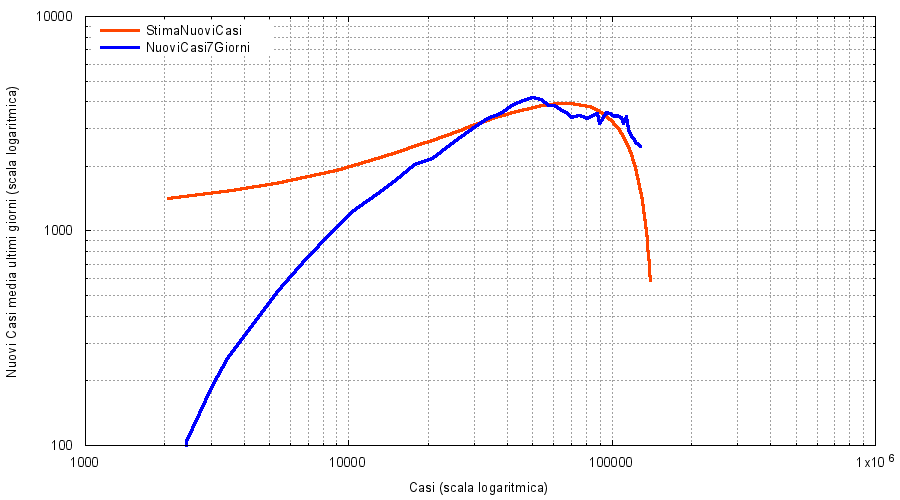 10000
StimaNuoviCasi
NuoviCasi7Giorni
Nuovi Casi media ultimi giorni (scala logaritmica)
1000
100
1000
10000
100000
1x10 6
Casi (scala logaritmica)